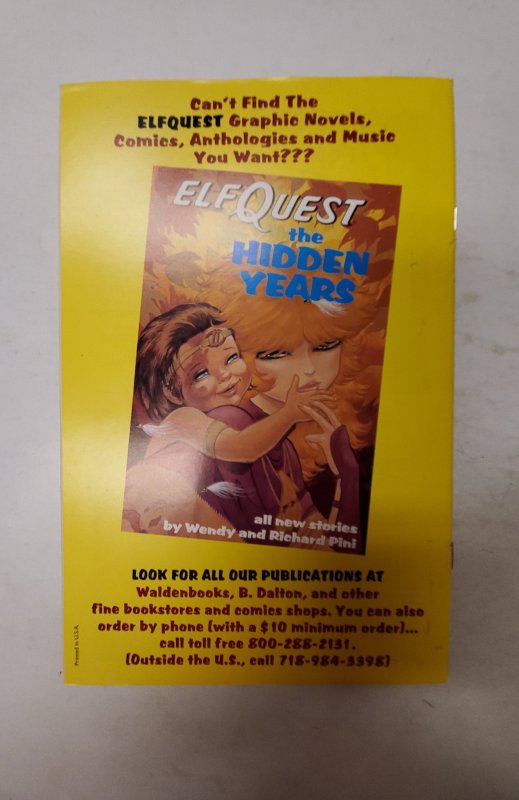 Can't Find The
ELFQUEST Graphic Novels,
Comics, Anthologies and Music
You Want???
ELFQUEST
the
HIDDEN
YEARS
all new stories
by Wendy and Richard Pini
LOOK FOR ALL OUR PUBLICATIONS AT
Waldenbooks, B. Dalton, and other
fine bookstores and comics shops. You can also
order by phone (with a $10 minimum order)...
call toll free 800-288-2131.
(Outside the U.S., call 718-984-3398)
Printed in U.S.A.